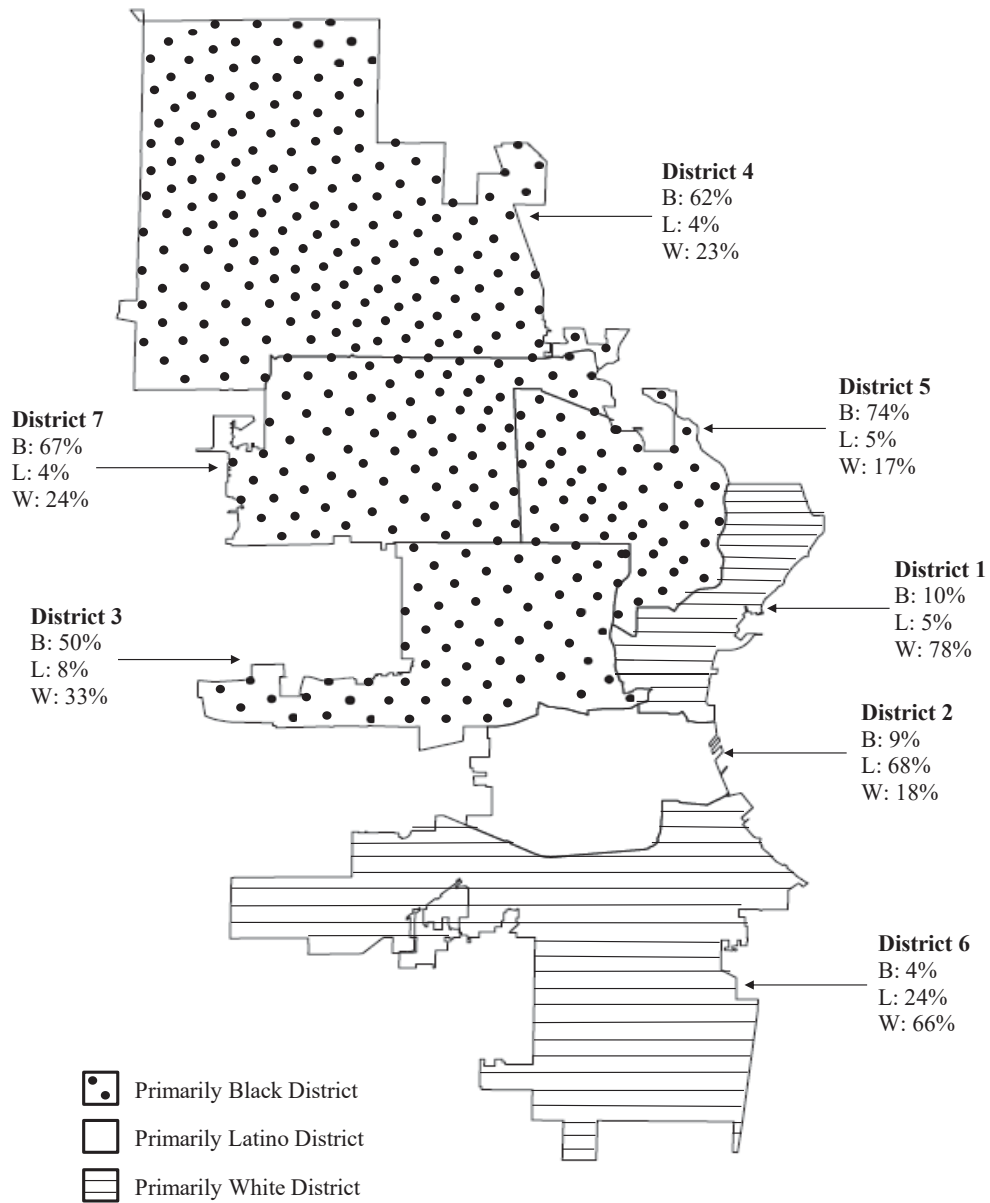 District 4
B: 62%
L: 4%
W: 23%
District 5
B: 74%
L: 5%
W: 17%
District 7
B: 67%
L: 4%
W: 24%
District 1
B: 10%
L: 5%
W: 78%
District 3
B: 50%
L: 8%
W: 33%
District 2
B: 9%
L: 68%
W: 18%
District 6
B: 4%
L: 24%
W: 66%
Primarily Black District
Primarily Latino District
Primarily White District